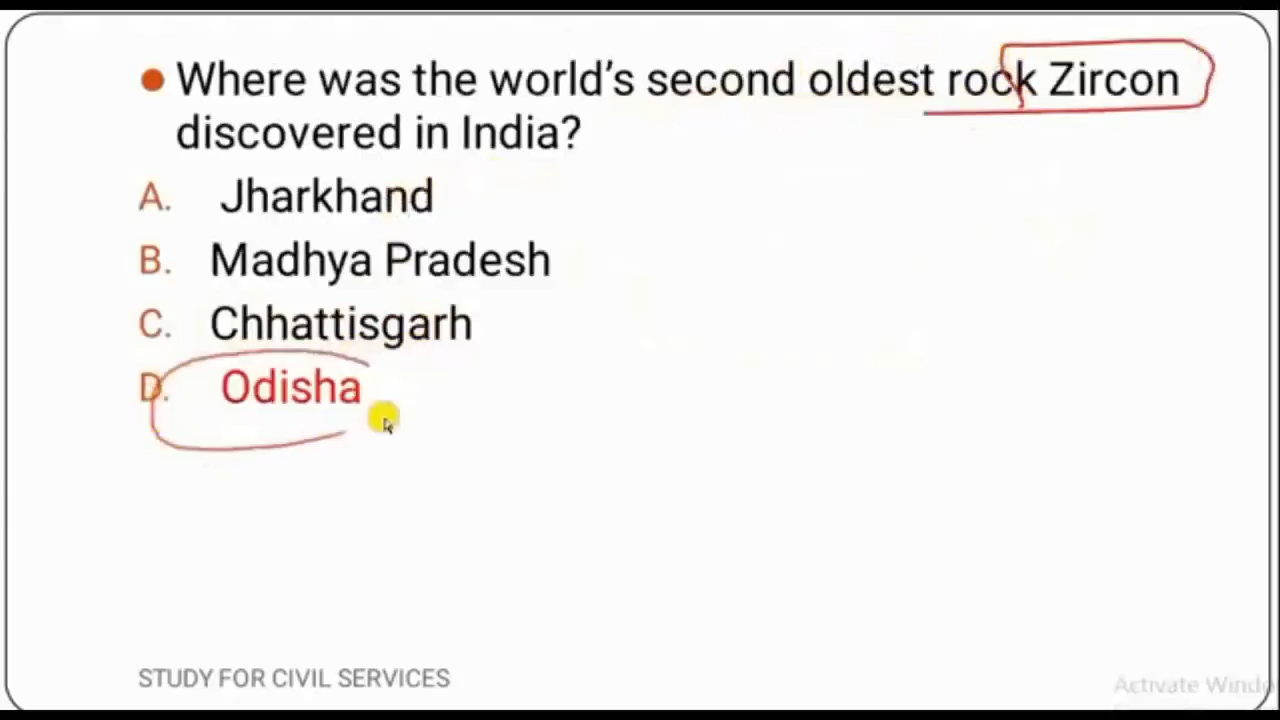 Where was the world's second oldest rock Zircon
discovered in India?
A. Jharkhand
B. Madhya Pradesh
C. Chhattisgarh
D. Odisha
STUDY FOR CIVIL SERVICES
Activate Windo